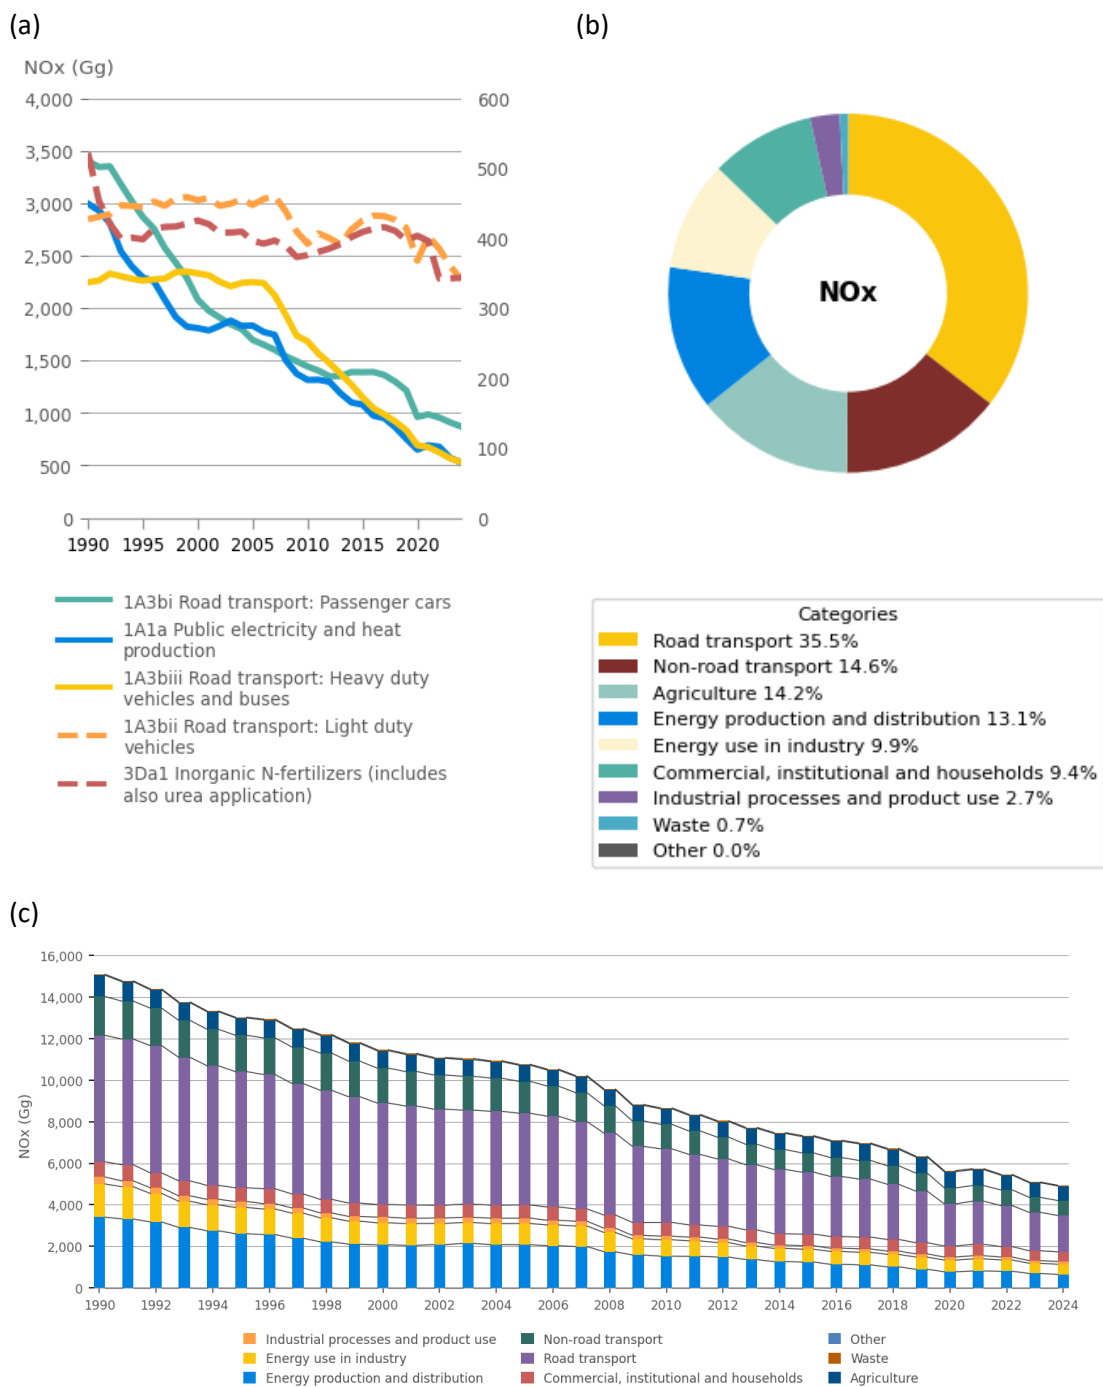 (a)
(b)
NOx (Gg)
4,000
600
3,500
500
3,000
400
2,500
300
2,000
1,500
200
1,000
100
500
0
0
1990 1995 2000 2005 2010 2015 2020
1A3bi Road transport: Passenger cars
1A1a Public electricity and heat
production
1A3biii Road transport: Heavy duty
vehicles and buses
1A3bii Road transport: Light duty
vehicles
3Da1 Inorganic N-fertilizers (includes
also urea application)
NOx
Categories
Road transport 35.5%
Non-road transport 14.6%
Agriculture 14.2%
Energy production and distribution 13.1%
Energy use in industry 9.9%
Commercial, institutional and households 9.4%
Industrial processes and product use 2.7%
Waste 0.7%
Other 0.0%
(c)
NOx (Gg)
16,000
14,000
12,000
10,000
8,000
6,000
4,000
2,000
0
1990 1992 1994 1996 1998 2000 2002 2004 2006 2008 2010 2012 2014 2016 2018 2020 2022 2024
Industrial processes and product use
Energy use in industry
Energy production and distribution
Non-road transport
Road transport
Commercial, institutional and households
Other
Waste
Agriculture